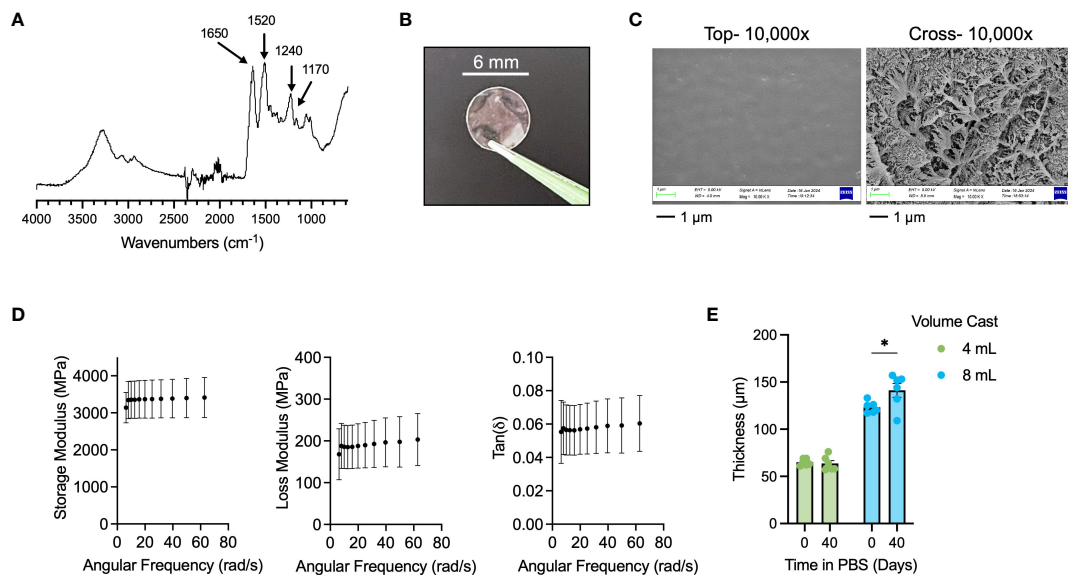 A
1520
1650
1240
1170
4000 3500 3000 2500 2000 1500 1000
Wavenumbers (cm-1)
B
6 mm
C
Top- 10,000x
Cross- 10,000x
1 µm
1 µm
D
Storage Modulus (MPa)
4000
3000
2000
1000
0
0 20 40 60 80
Angular Frequency (rad/s)
Loss Modulus (MPa)
400
300
200
100
0
0 20 40 60 80
Angular Frequency (rad/s)
Tan(δ)
0.10
0.08
0.06
0.04
0.02
0.00
0 20 40 60 80
Angular Frequency (rad/s)
E
Volume Cast
4 mL
8 mL
Thickness (µm)
200
150
100
50
0
*
0 40 0 40
Time in PBS (Days)